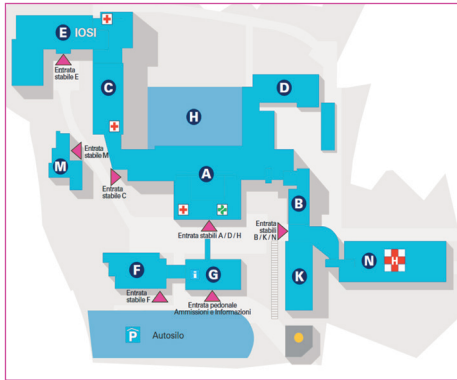 E IOSI
Entrata
stabile E
C
D
H
M
Entrata
stabile M
A
Entrata
stabile C
B
Entrata
stabili
B / K / N
Entrata stabili A / D / H
N
H
F
G
i
K
Entrata
stabile F
Entrata pedonale
Ammissioni e Informazioni
P
Autosilo